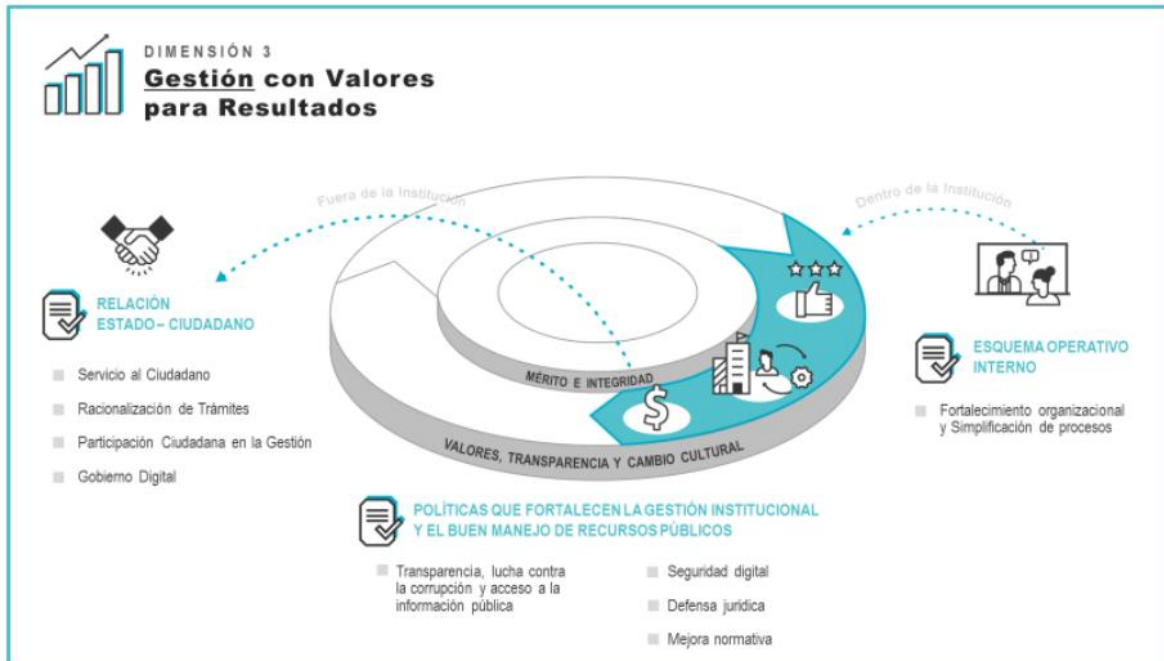 DIMENSIÓN 3
Gestión con Valores
para Resultados
Fuera de la Institución
Dentro de la Institución
RELACIÓN
ESTADO – CIUDADANO
Servicio al Ciudadano
Racionalización de Trámites
Participación Ciudadana en la Gestión
Gobierno Digital
$
MÉRITO E INTEGRIDAD
VALORES, TRANSPARENCIA Y CAMBIO CULTURAL
ESQUEMA OPERATIVO
INTERNO
Fortalecimiento organizacional
y Simplificación de procesos
POLÍTICAS QUE FORTALECEN LA GESTIÓN INSTITUCIONAL
Y EL BUEN MANEJO DE RECURSOS PÚBLICOS
Transparencia, lucha contra
la corrupción y acceso a la
información pública
Seguridad digital
Defensa jurídica
Mejora normativa